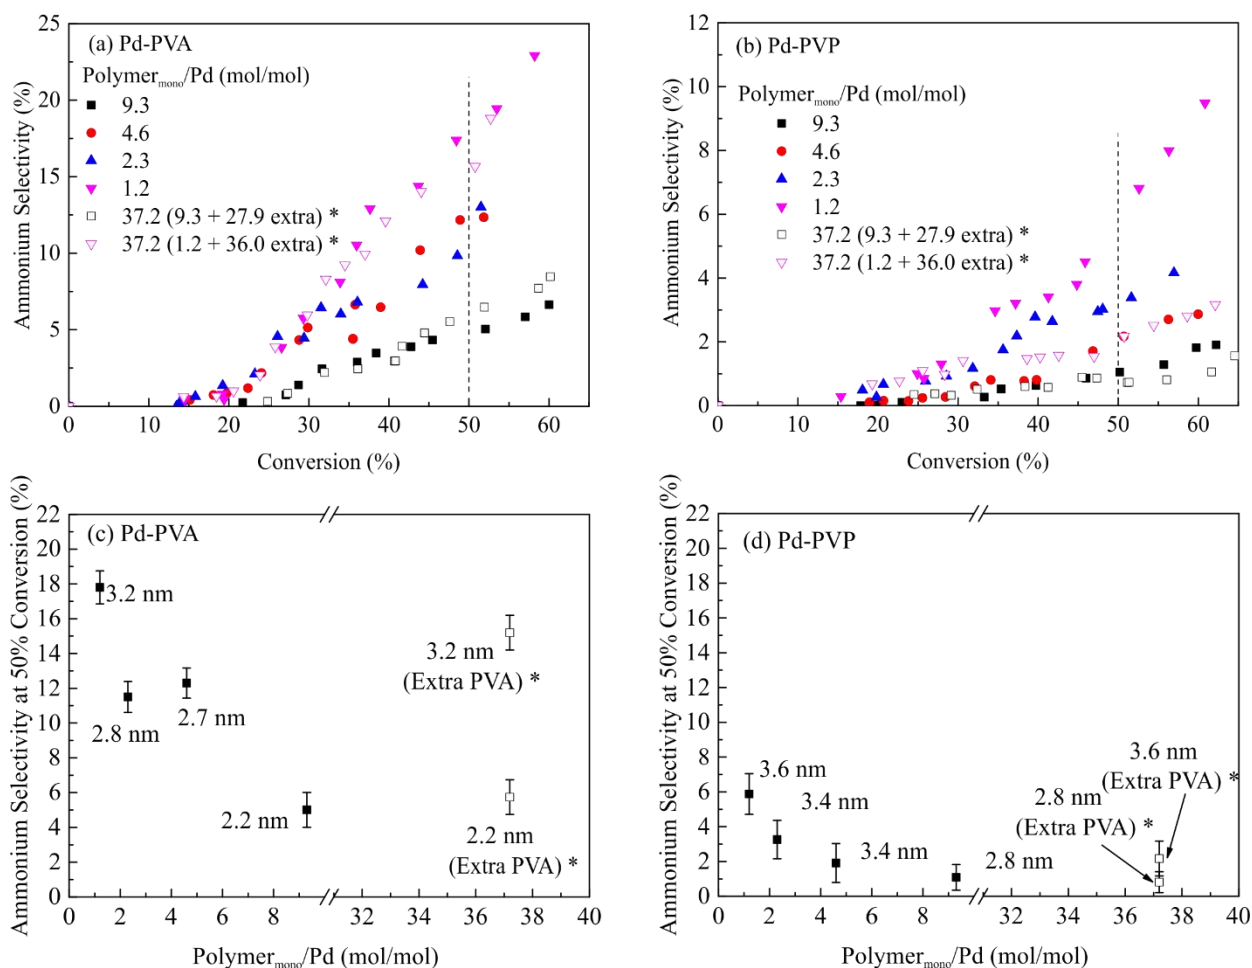 (a) Pd-PVA
Polymer_mono/Pd (mol/mol)
9.3
4.6
2.3
1.2
37.2 (9.3 + 27.9 extra) *
37.2 (1.2 + 36.0 extra) *
Ammonium Selectivity (%)
25
20
15
10
5
0
0 10 20 30 40 50 60
Conversion (%)
(b) Pd-PVP
Polymer_mono/Pd (mol/mol)
9.3
4.6
2.3
1.2
37.2 (9.3 + 27.9 extra) *
37.2 (1.2 + 36.0 extra) *
Ammonium Selectivity (%)
12
10
8
6
4
2
0
0 10 20 30 40 50 60
Conversion (%)
(c) Pd-PVA
Ammonium Selectivity at 50% Conversion (%)
22
20
18
16
14
12
10
8
6
4
2
0
3.2 nm
2.8 nm
2.7 nm
2.2 nm
3.2 nm
(Extra PVA) *
2.2 nm
(Extra PVA) *
0 2 4 6 8 32 34 36 38 40
Polymer_mono/Pd (mol/mol)
(d) Pd-PVP
Ammonium Selectivity at 50% Conversion (%)
22
20
18
16
14
12
10
8
6
4
2
0
3.6 nm
3.4 nm
3.4 nm
2.8 nm
3.6 nm
(Extra PVA) *
2.8 nm
(Extra PVA) *
0 2 4 6 8 32 34 36 38 40
Polymer_mono/Pd (mol/mol)